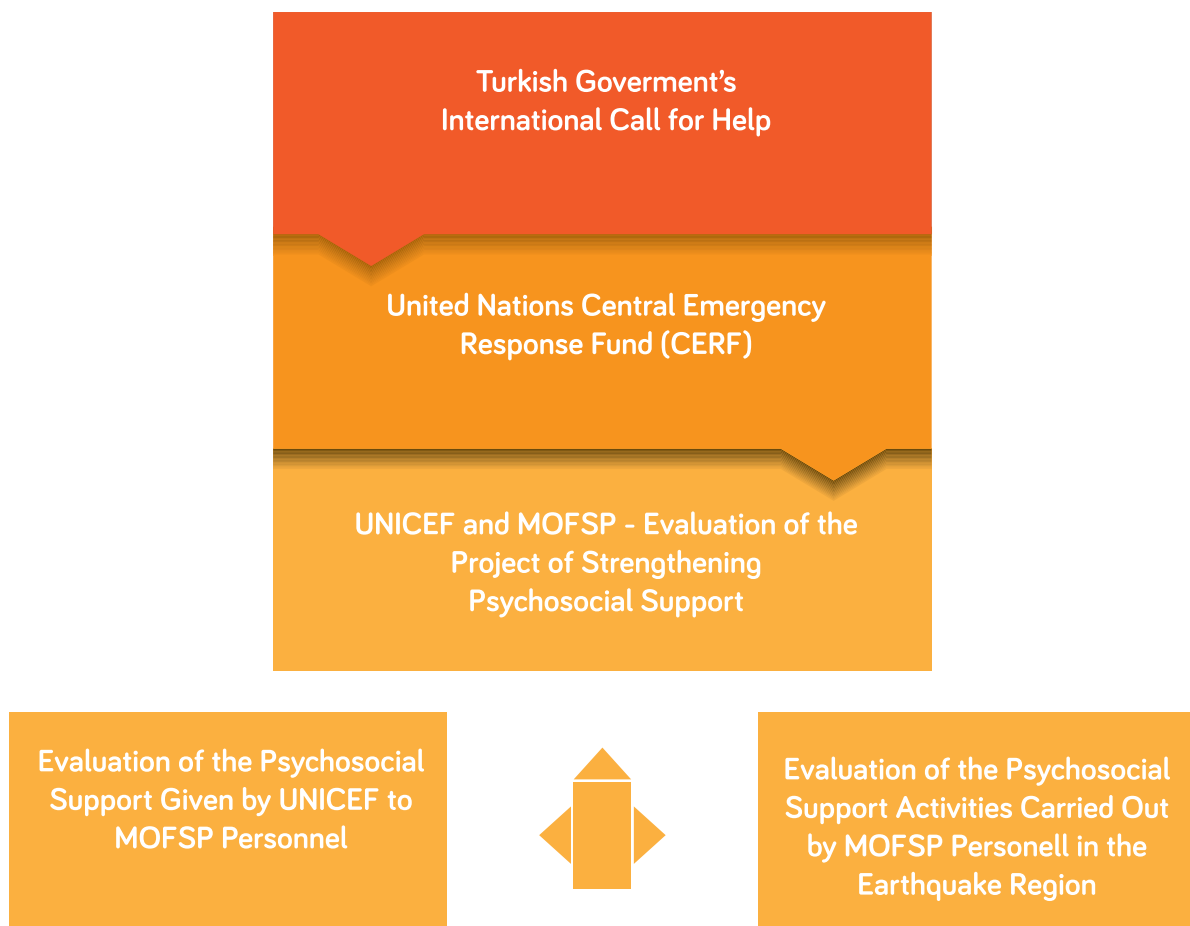 Turkish Goverment’s
International Call for Help
United Nations Central Emergency
Response Fund (CERF)
UNICEF and MOFSP - Evaluation of the
Project of Strengthening
Psychosocial Support
Evaluation of the Psychosocial
Support Given by UNICEF to
MOFSP Personnel
Evaluation of the Psychosocial
Support Activities Carried Out
by MOFSP Personell in the
Earthquake Region